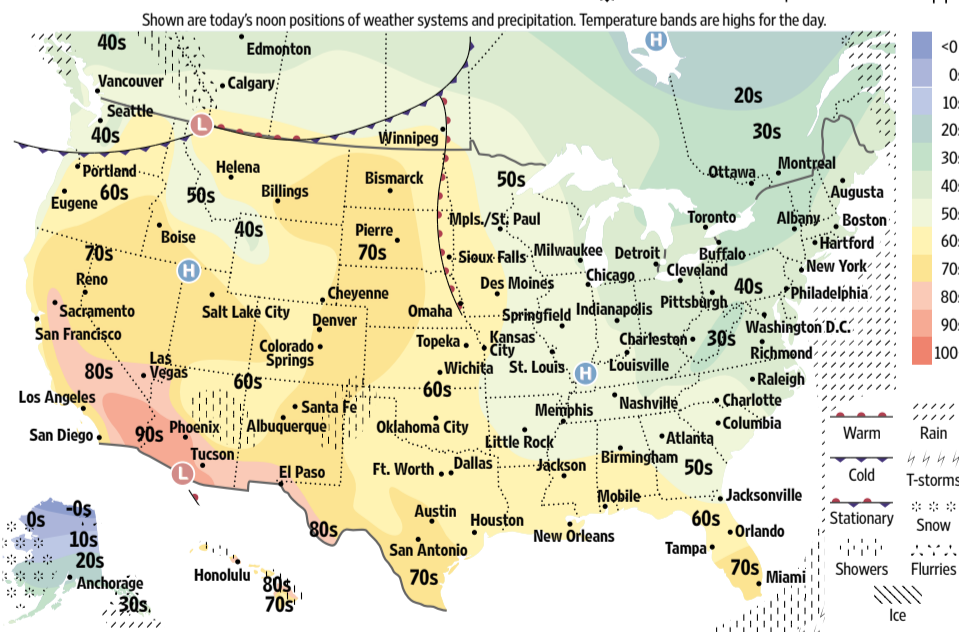 Shown are today's noon positions of weather systems and precipitation. Temperature bands are highs for the day.
40s
Edmonton
H
<0
Vancouver
Calgary
0s
Seattle
20s
10s
40s
L
Winnipeg
30s
20s
Portland
Helena
Bismarck
50s
Ottawa
Montreal
30s
60s
50s
Billings
Augusta
40s
Eugene
Mpls./St. Paul
Toronto
Albany
Boston
50s
Boise
40s
Pierre
Buffalo
Hartford
60s
70s
70s
Sioux Falls
Milwaukee
Detroit
New York
70s
Reno
H
Des Moines
Chicago
Cleveland
40s
Philadelphia
80s
Sacramento
Salt Lake City
Cheyenne
Omaha
Springfield
Indianapolis
Pittsburgh
90s
San Francisco
Denver
Topeka
Kansas
City
Charleston
30s
Washington D.C.
100
Colorado
Springs
Richmond
Las
Vegas
80s
60s
Wichita
60s
St. Louis
H
Louisville
Raleigh
Los Angeles
Santa Fe
Memphis
Nashville
Charlotte
San Diego
90s
Phoenix
Albuquerque
Oklahoma City
Little Rock
Atlanta
Columbia
Warm
Rain
Tucson
L
El Paso
Ft. Worth
Dallas
Jackson
Birmingham
50s
Cold
T-storms
Mobile
Jacksonville
-0s
0s
Austin
Houston
New Orleans
60s
Orlando
Stationary
Snow
10s
80s
San Antonio
Tampa
20s
Honolulu
70s
70s
Miami
Showers
Flurries
Anchorage
80s
30s
70s
Ice